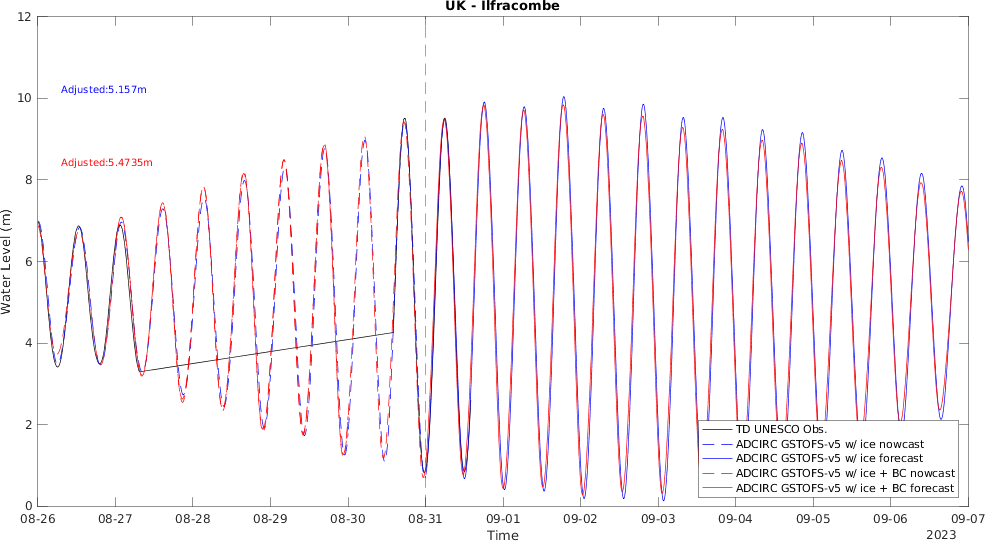 UK - Ilfracombe
12
10
8
6
4
2
0
Water Level (m)
Adjusted:5.157m
Adjusted:5.4735m
TD UNESCO Obs.
ADCIRC GSTOFS-v5 w/ ice nowcast
ADCIRC GSTOFS-v5 w/ ice forecast
ADCIRC GSTOFS-v5 w/ ice + BC nowcast
ADCIRC GSTOFS-v5 w/ ice + BC forecast
08-26 08-27 08-28 08-29 08-30 08-31 09-01 09-02 09-03 09-04 09-05 09-06 09-07
Time
2023